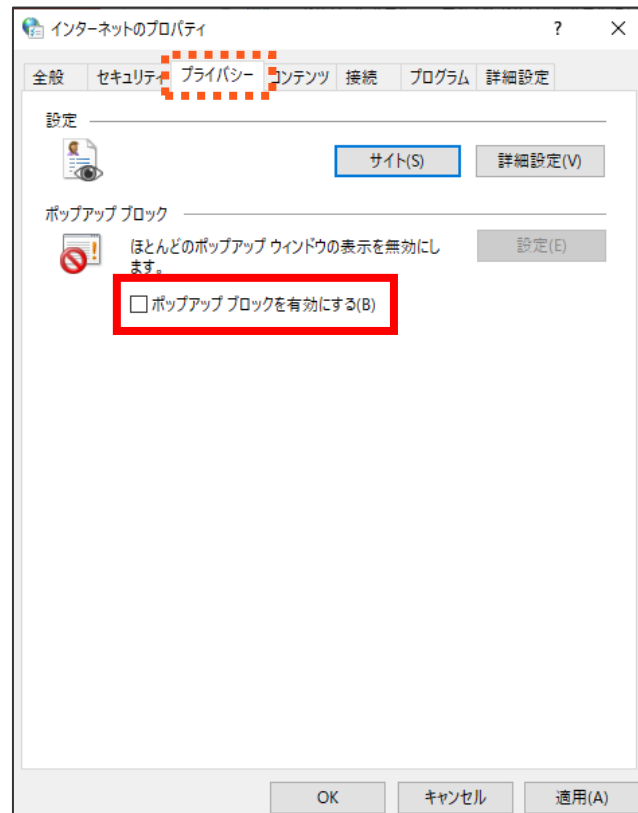 インターネットのプロパティ ? ×
全般 セキュリティ プライバシー コンテンツ 接続 プログラム 詳細設定
設定
サイト(S) 詳細設定(V)
ポップアップ ブロック
ほとんどのポップアップ ウィンドウの表示を無効にし 設定(E)
ます。
ポップアップ ブロックを有効にする(B)
OK キャンセル 適用(A)